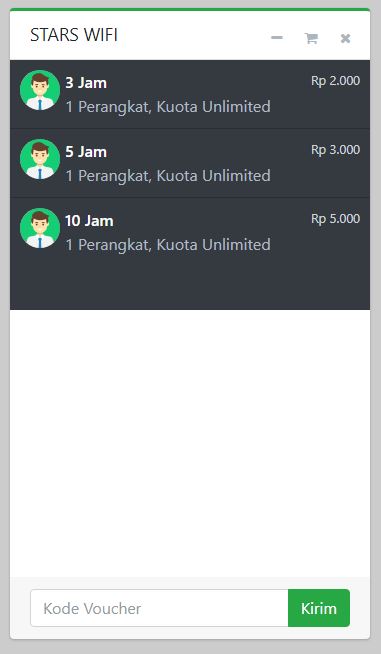 STARS WIFI
3 Jam
Rp 2.000
1 Perangkat, Kuota Unlimited
5 Jam
Rp 3.000
1 Perangkat, Kuota Unlimited
10 Jam
Rp 5.000
1 Perangkat, Kuota Unlimited
Kode Voucher
Kirim